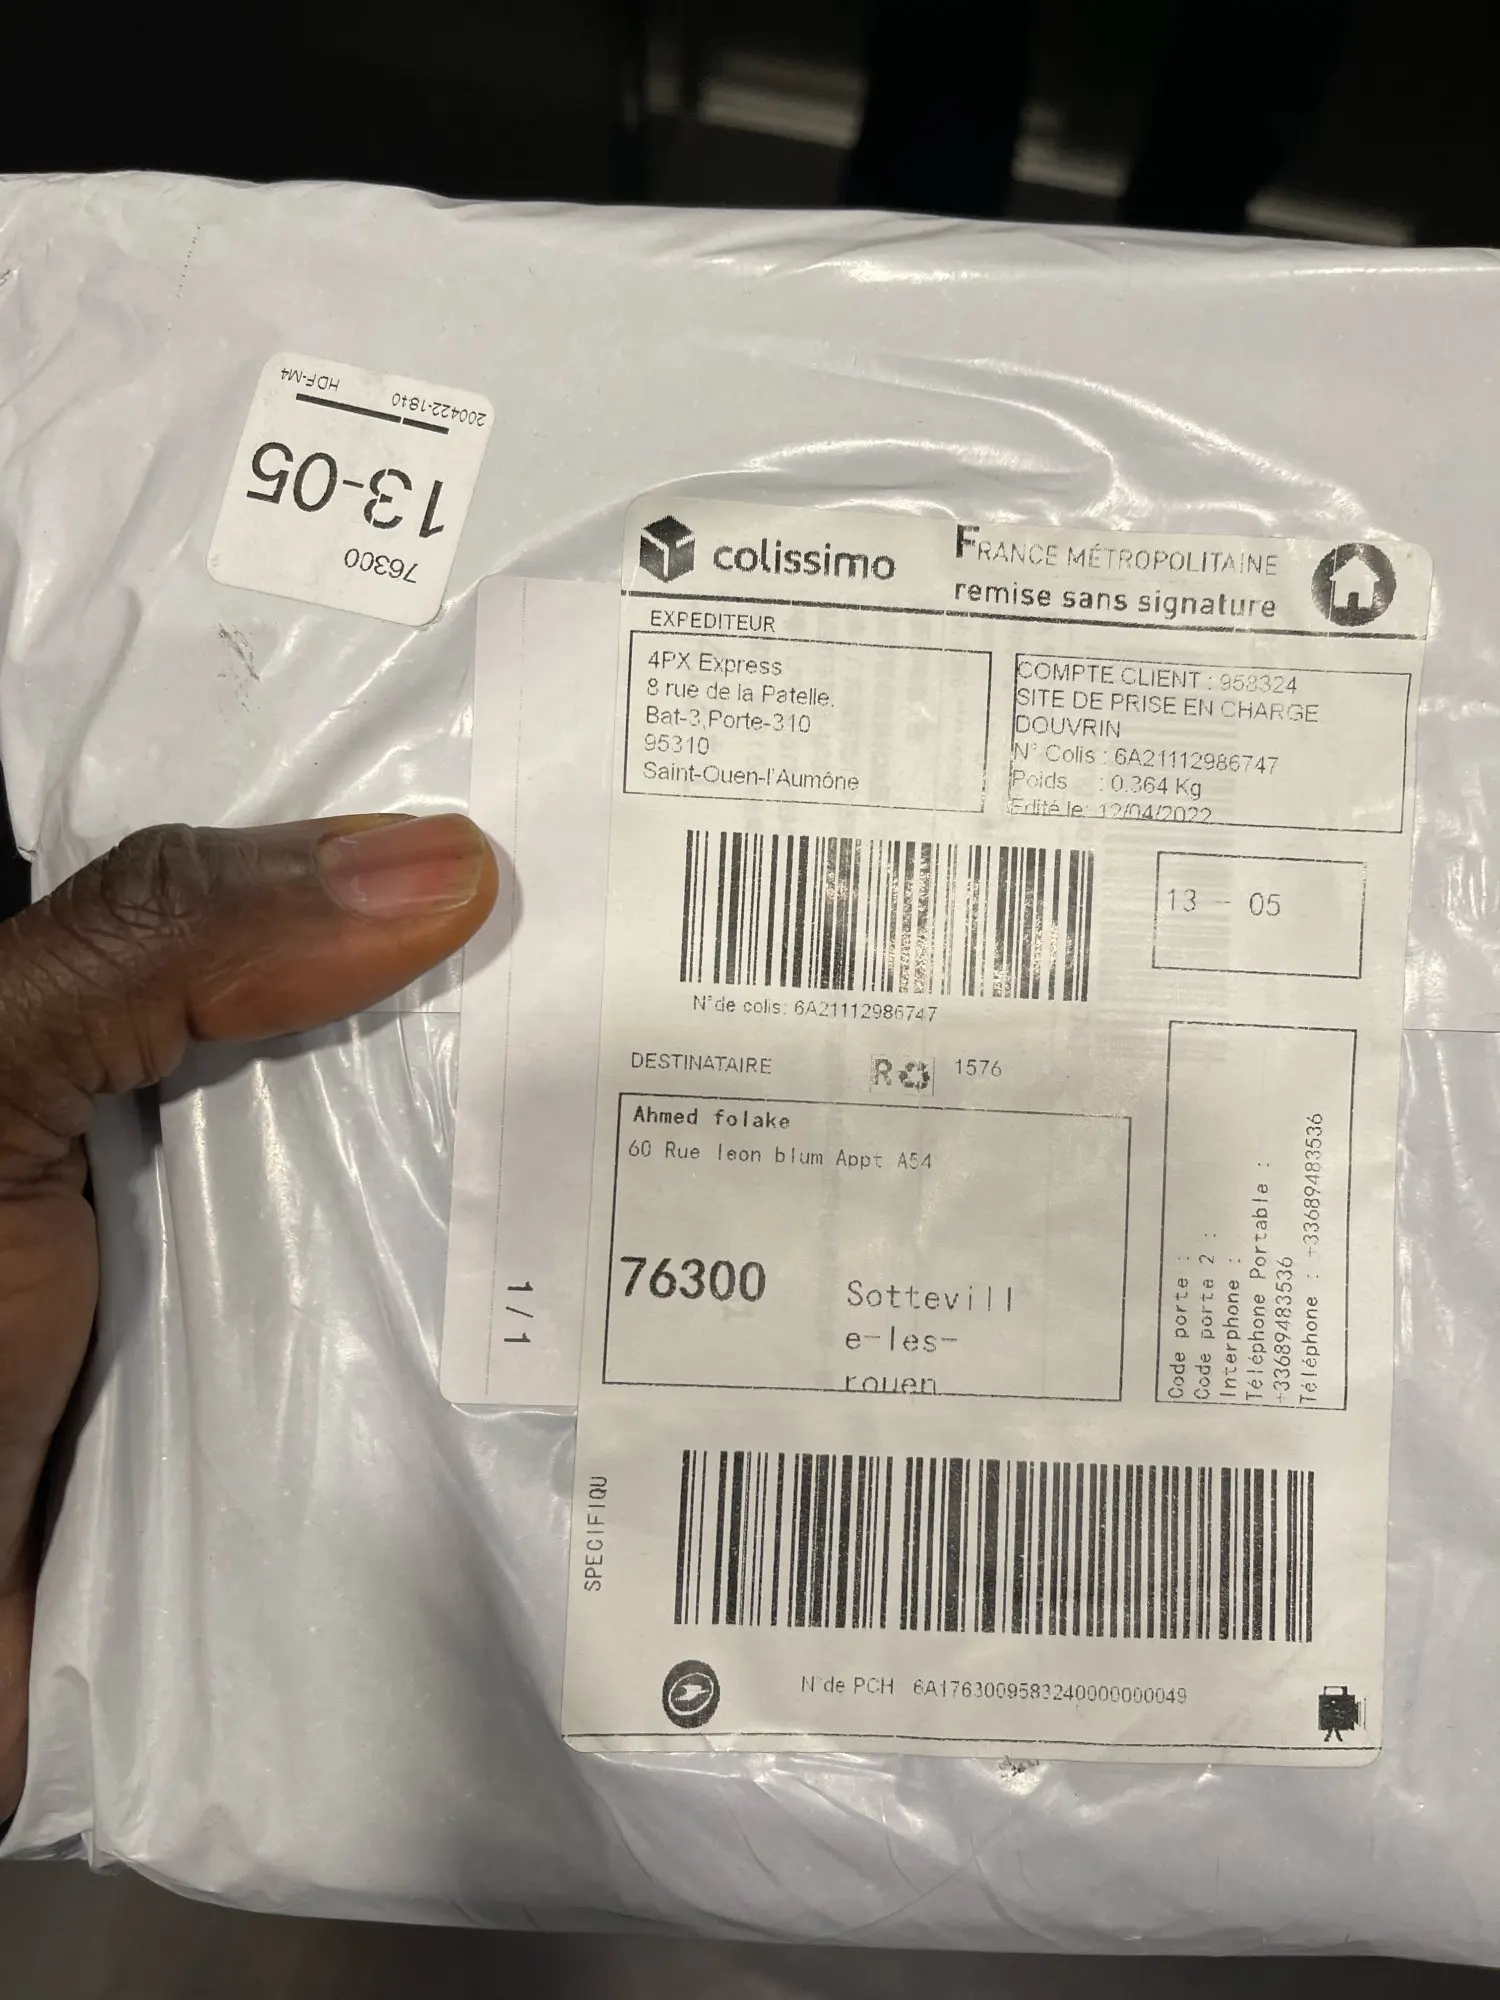 HDF-M4
200422-1840
13-05
76300
colissimo
FRANCE MÉTROPOLITAINE
remise sans signature
EXPEDITEUR
4PX Express
8 rue de la Patelle.
Bat-3,Porte-310
95310
Saint-Ouen-l'Aumône
COMPTE CLIENT : 958324
SITE DE PRISE EN CHARGE
DOUVRIN
N° Colis : 6A21112986747
Poids : 0.364 Kg
Edité le: 12/04/2022
13 - 05
N°de colis: 6A21112986747
DESTINATAIRE
R 1576
Ahmed folake
60 Rue leon blum Appt A54
76300
Sottevill
e-les-
rouen
Code porte :
Code porte 2 :
Interphone :
Téléphone Portable :
+33689483536
Téléphone : +33689483536
1/1
SPECIFIQU
N°de PCH 6A1763009583240000000049